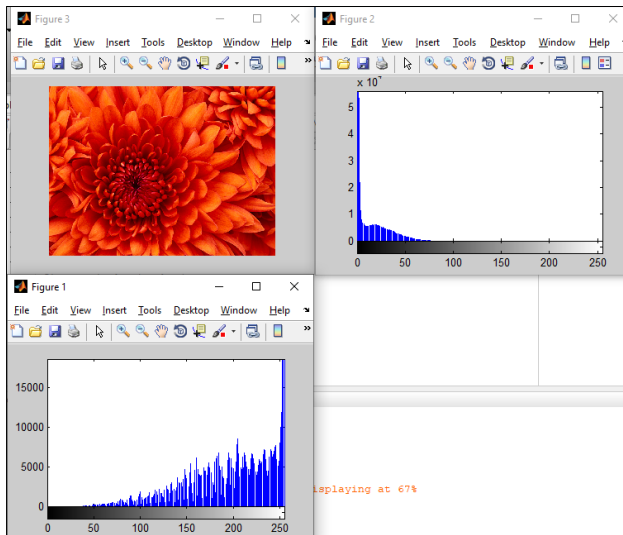 Figure 3
File Edit View Insert Tools Desktop Window Help
Figure 2
File Edit View Insert Tools Desktop Window Help
5
4
3
2
1
0
0 50 100 150 200 250
Figure 1
File Edit View Insert Tools Desktop Window Help
15000
10000
5000
0
0 50 100 150 200 250
isplaying at 67%